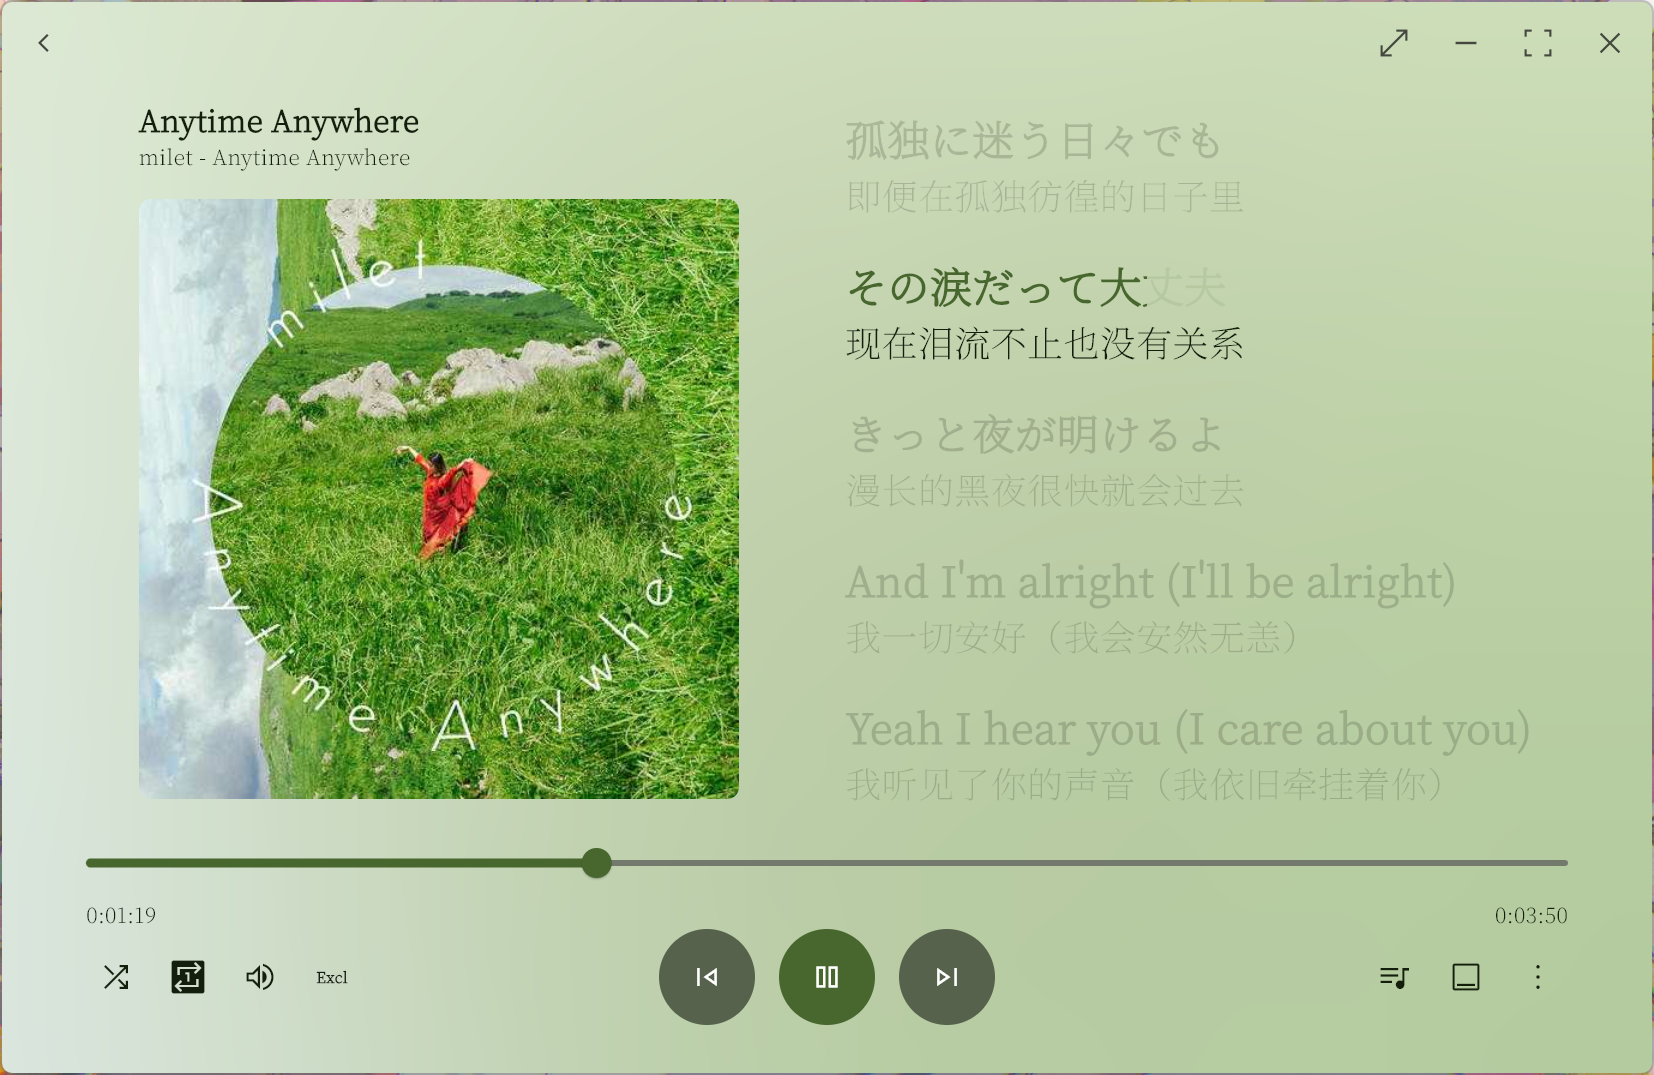 Anytime Anywhere
milet - Anytime Anywhere
milet
Anytime Anywhere
孤独に迷う日々でも
即便在孤独彷徨的日子里
その涙だって大丈夫
现在泪流不止也没有关系
きっと夜が明けるよ
漫长的黑夜很快就会过去
And I'm alright (I'll be alright)
我一切安好（我会安然无恙）
Yeah I hear you (I care about you)
我听见了你的声音（我依旧牵挂着你）
0:01:19
0:03:50
1
Excl